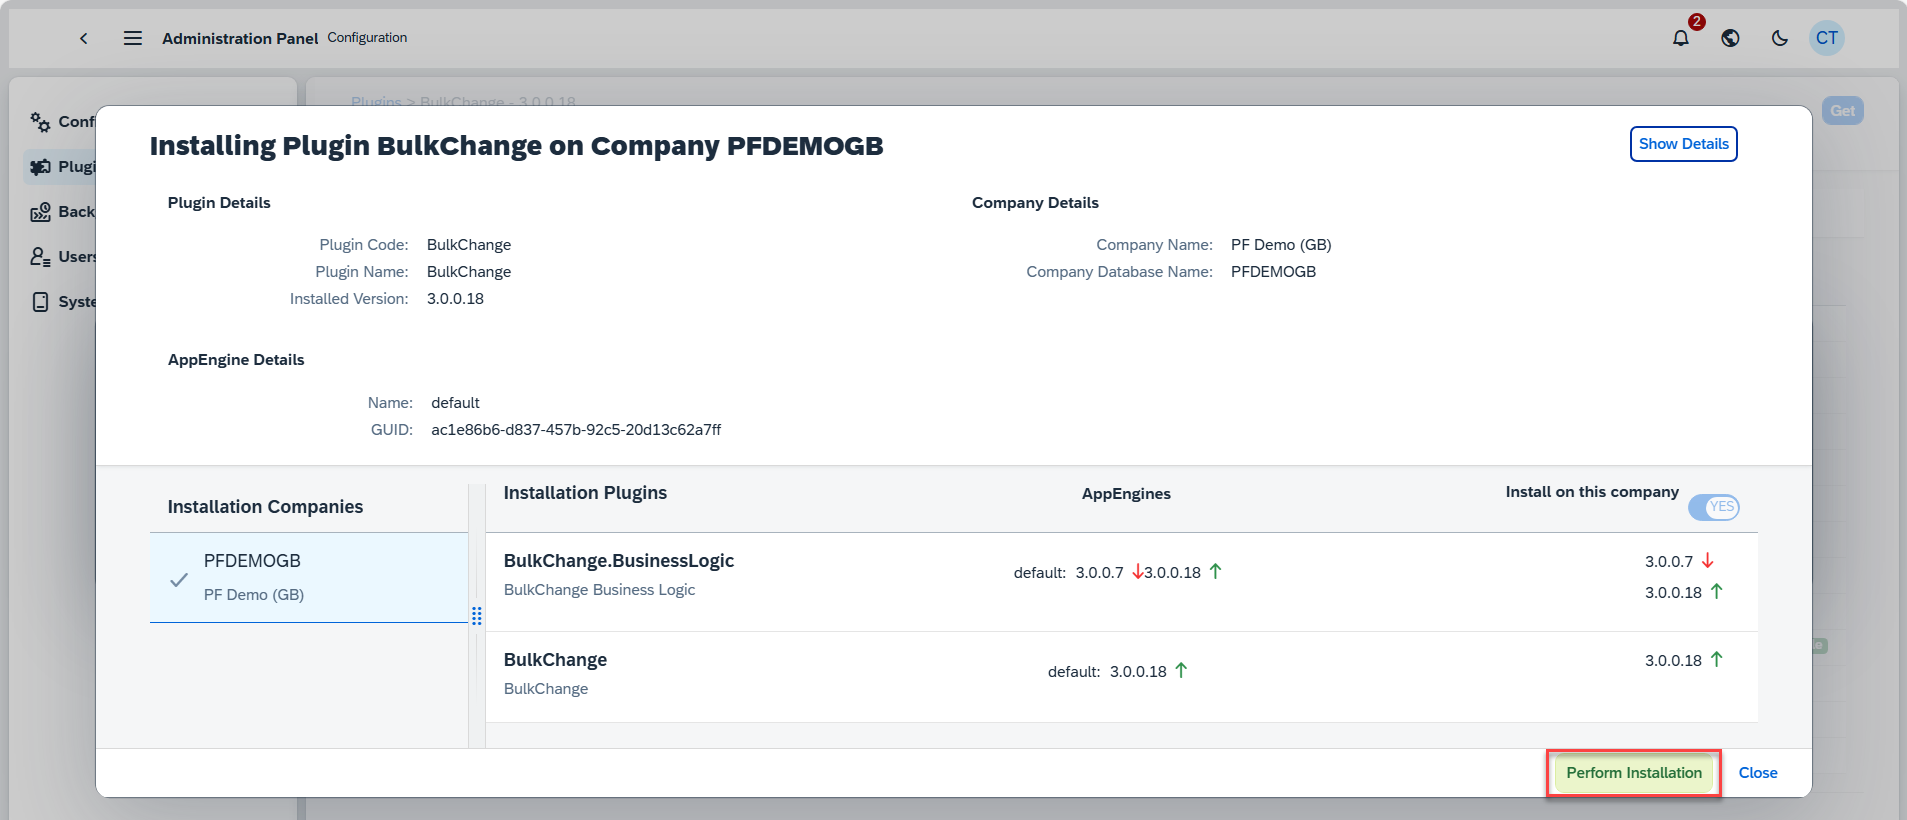 Administration Panel Configuration
2
CT
Plugins > BulkChange - 3.0.0.18
Get
Confi
Plugi
Back
Users
Syste
Installing Plugin BulkChange on Company PFDEMOGB
Show Details
Plugin Details
Plugin Code: BulkChange
Plugin Name: BulkChange
Installed Version: 3.0.0.18
Company Details
Company Name: PF Demo (GB)
Company Database Name: PFDEMOGB
AppEngine Details
Name: default
GUID: ac1e86b6-d837-457b-92c5-20d13c62a7ff
Installation Companies
PFDEMOGB
PF Demo (GB)
Installation Plugins AppEngines Install on this company YES
BulkChange.BusinessLogic
BulkChange Business Logic
default: 3.0.0.7 ↓3.0.0.18 ↑
3.0.0.7 ↓
3.0.0.18 ↑
BulkChange
BulkChange
default: 3.0.0.18 ↑
3.0.0.18 ↑
Perform Installation Close